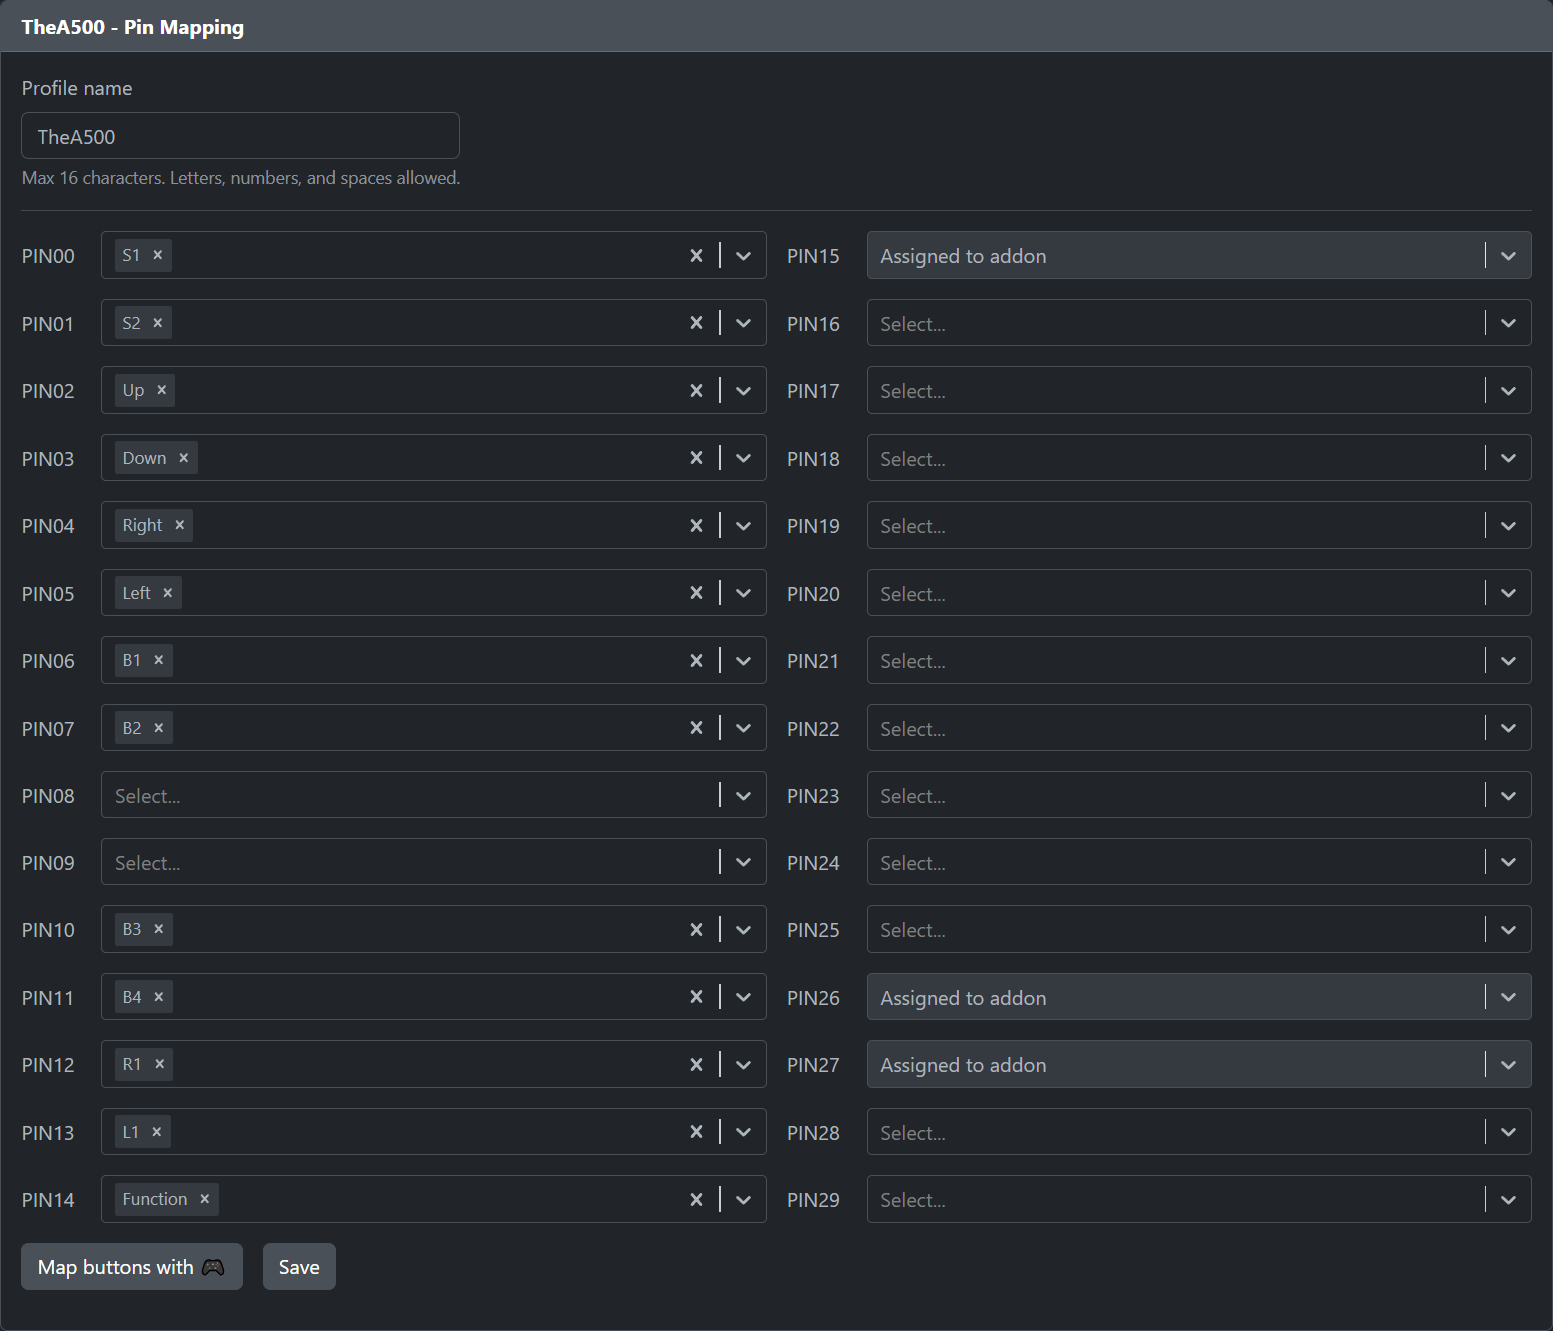 TheA500 - Pin Mapping
Profile name
TheA500
Max 16 characters. Letters, numbers, and spaces allowed.
PIN00 S1
PIN15 Assigned to addon
PIN01 S2
PIN16 Select...
PIN02 Up
PIN17 Select...
PIN03 Down
PIN18 Select...
PIN04 Right
PIN19 Select...
PIN05 Left
PIN20 Select...
PIN06 B1
PIN21 Select...
PIN07 B2
PIN22 Select...
PIN08 Select...
PIN23 Select...
PIN09 Select...
PIN24 Select...
PIN10 B3
PIN25 Select...
PIN11 B4
PIN26 Assigned to addon
PIN12 R1
PIN27 Assigned to addon
PIN13 L1
PIN28 Select...
PIN14 Function
PIN29 Select...
Map buttons with 🎮
Save